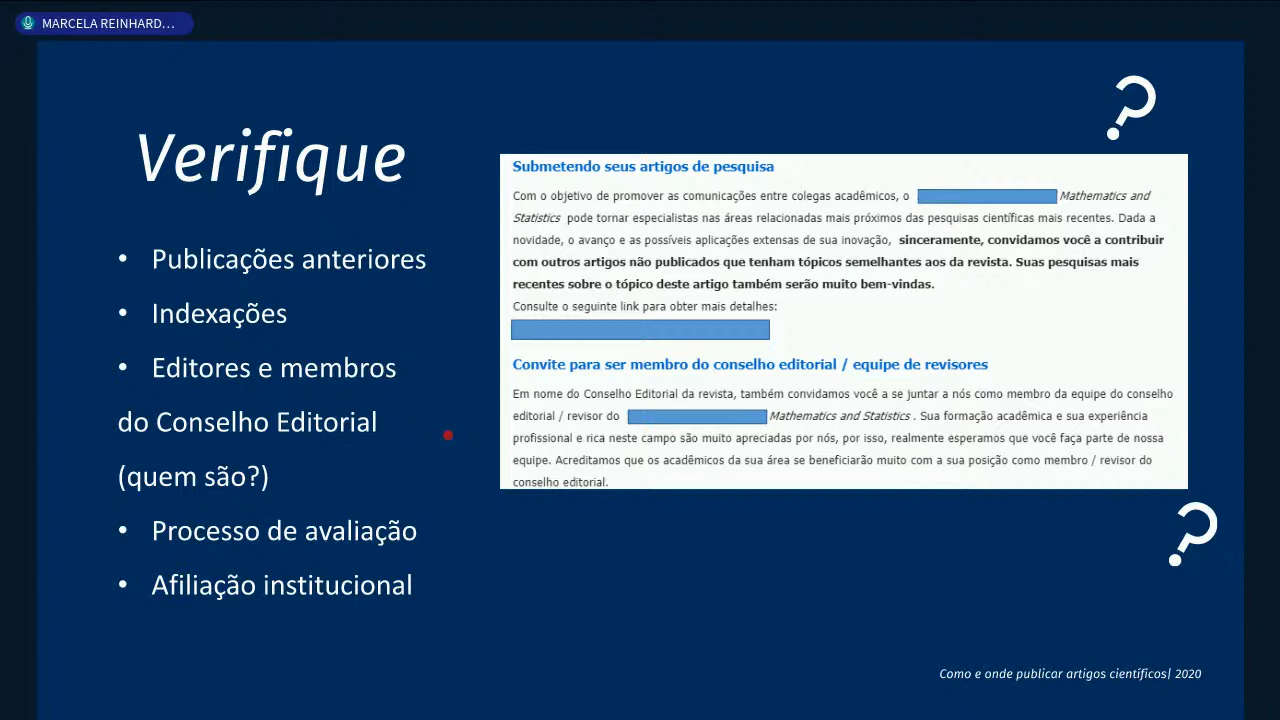 MARCELA REINHARD...
Verifique
• Publicações anteriores
• Indexações
• Editores e membros
do Conselho Editorial
(quem são?)
• Processo de avaliação
• Afiliação institucional
?
Submetendo seus artigos de pesquisa
Com o objetivo de promover as comunicações entre colegas acadêmicos, o Mathematics and
Statistics pode tornar especialistas nas áreas relacionadas mais próximos das pesquisas científicas mais recentes. Dada a
novidade, o avanço e as possíveis aplicações extensas de sua inovação, sinceramente, convidamos você a contribuir
com outros artigos não publicados que tenham tópicos semelhantes aos da revista. Suas pesquisas mais
recentes sobre o tópico deste artigo também serão muito bem-vindas.
Consulte o seguinte link para obter mais detalhes:
Convite para ser membro do conselho editorial / equipe de revisores
Em nome do Conselho Editorial da revista, também convidamos você a se juntar a nós como membro da equipe do conselho
editorial / revisor do Mathematics and Statistics . Sua formação acadêmica e sua experiência
profissional e rica neste campo são muito apreciadas por nós, por isso, realmente esperamos que você faça parte de nossa
equipe. Acreditamos que os acadêmicos da sua área se beneficiarão muito com a sua posição como membro / revisor do
conselho editorial.
?
Como e onde publicar artigos científicos| 2020